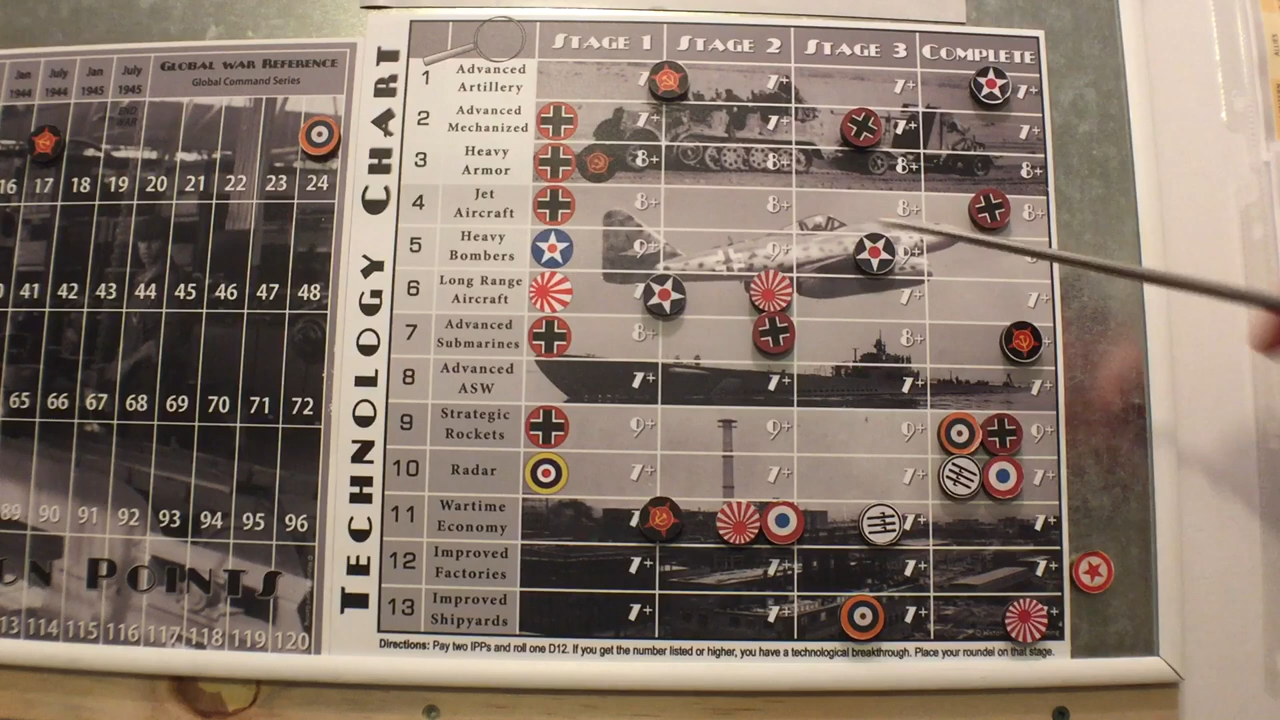 Jan July Jan July
1944 1944 1945 1945
END WAR
GLOBAL WAR REFERENCE
Global Command Series
16 17 18 19 20 21 22 23 24
41 42 43 44 45 46 47 48
65 66 67 68 69 70 71 72
89 90 91 92 93 94 95 96
ON POINTS
13 114 115 116 117 118 119 120
TECHNOLOGY CHART
STAGE 1 STAGE 2 STAGE 3 COMPLETE
1 Advanced Artillery 7+ 7+ 7+
2 Advanced Mechanized 7+ 7+ 7+ 7+
3 Heavy Armor 8+ 8+ 8+ 8+
4 Jet Aircraft 8+ 8+ 8+ 8+
5 Heavy Bombers 9+ 9+ 9+
6 Long Range Aircraft 7+ 7+
7 Advanced Submarines 8+ 8+
8 Advanced ASW 7+ 7+ 7+ 7+
9 Strategic Rockets 9+ 9+ 9+ 9+
10 Radar 7+ 7+ 7+ 7+
11 Wartime Economy 7+ 7+
12 Improved Factories 7+ 7+ 7+ 7+
13 Improved Shipyards 7+ 7+ 7+
Directions: Pay two IPPs and roll one D12. If you get the number listed or higher, you have a technological breakthrough. Place your roundel on that stage.